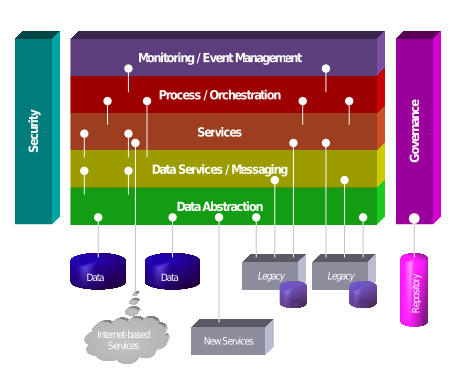 Monitoring / Event Management
Process / Orchestration
Services
Data Services / Messaging
Data Abstraction
Security
Governance
Data
Data
Legacy
Legacy
Repository
Internet-based
Services
New Services